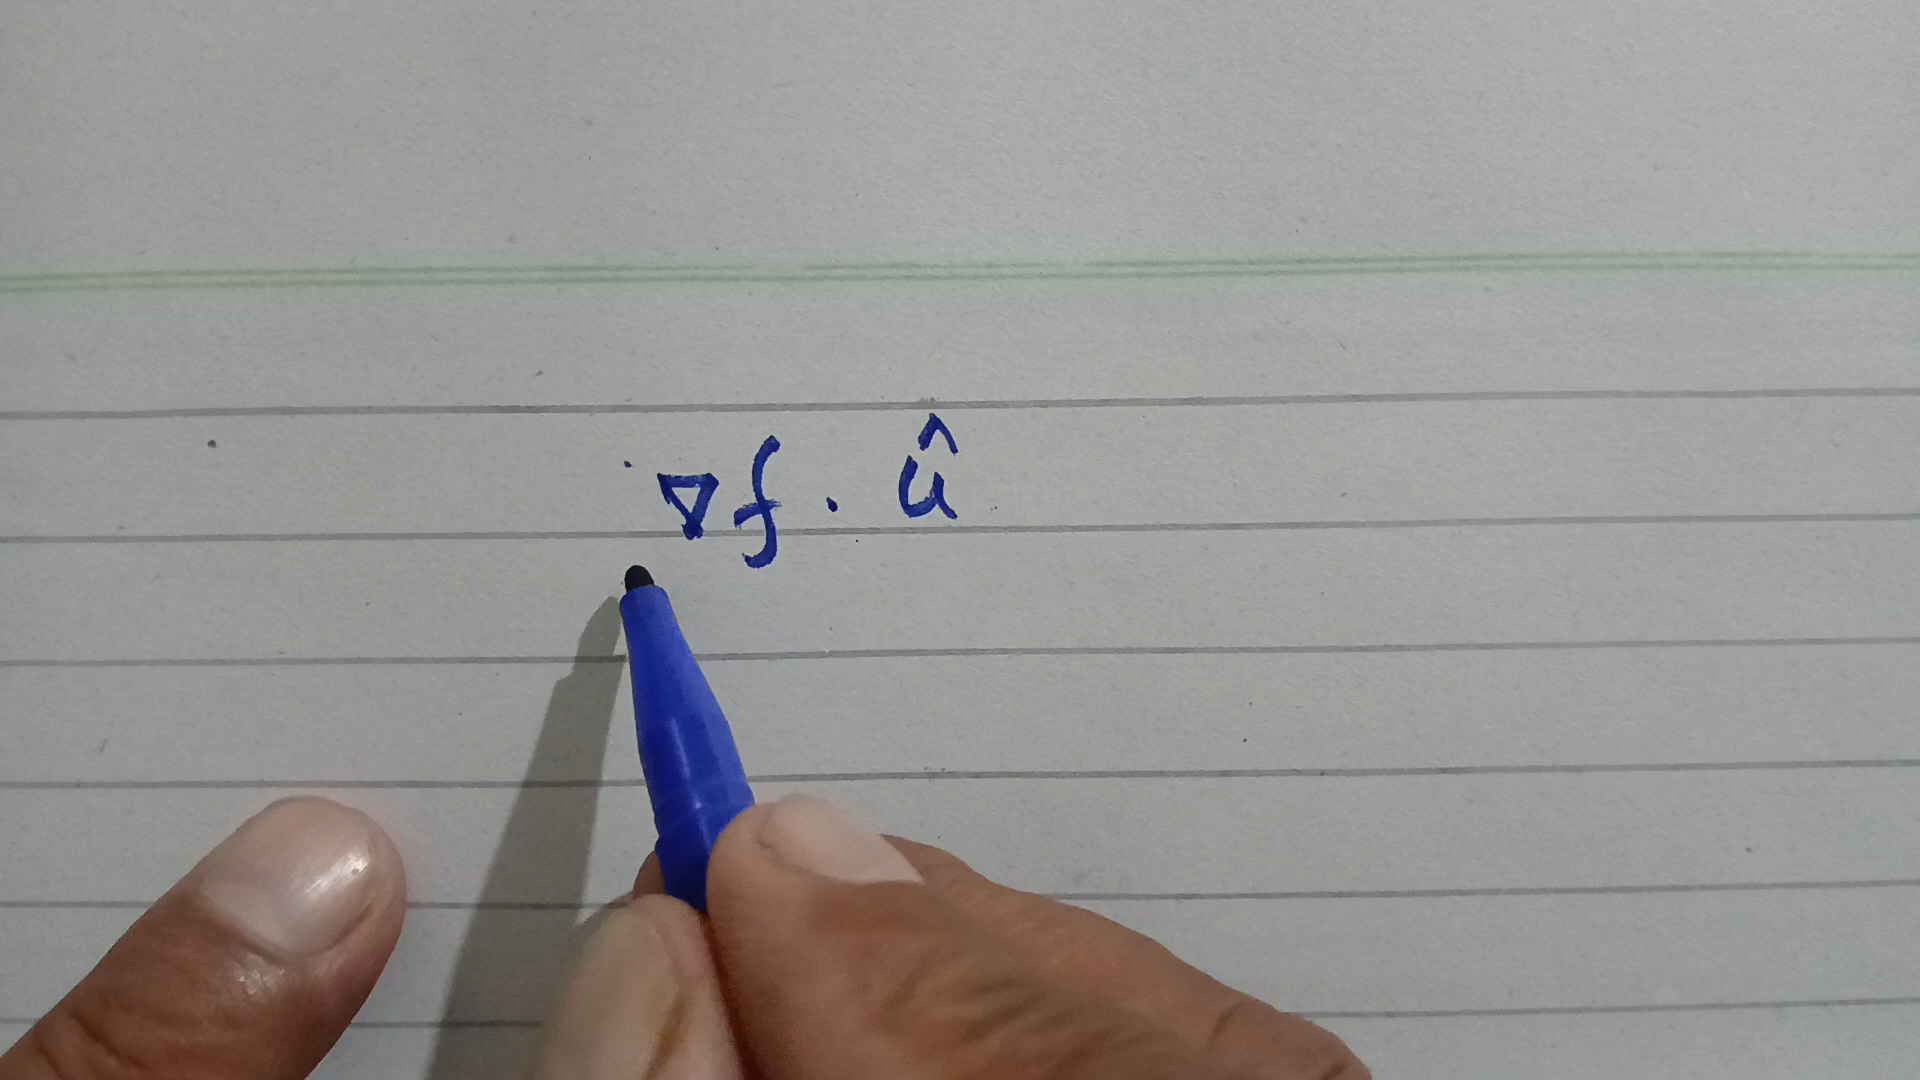 ∇f · û